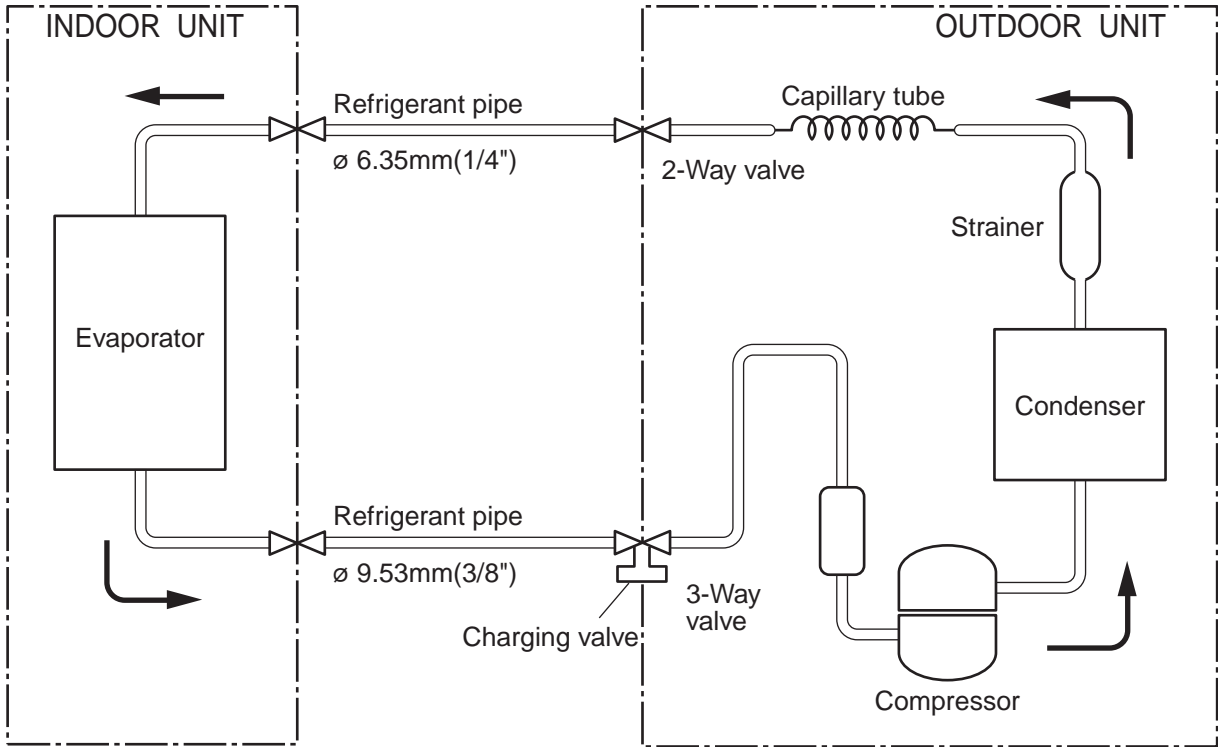 INDOOR UNIT
OUTDOOR UNIT
Refrigerant pipe
ø 6.35mm(1/4")
Capillary tube
2-Way valve
Strainer
Evaporator
Condenser
Refrigerant pipe
ø 9.53mm(3/8")
Charging valve
3-Way
valve
Compressor